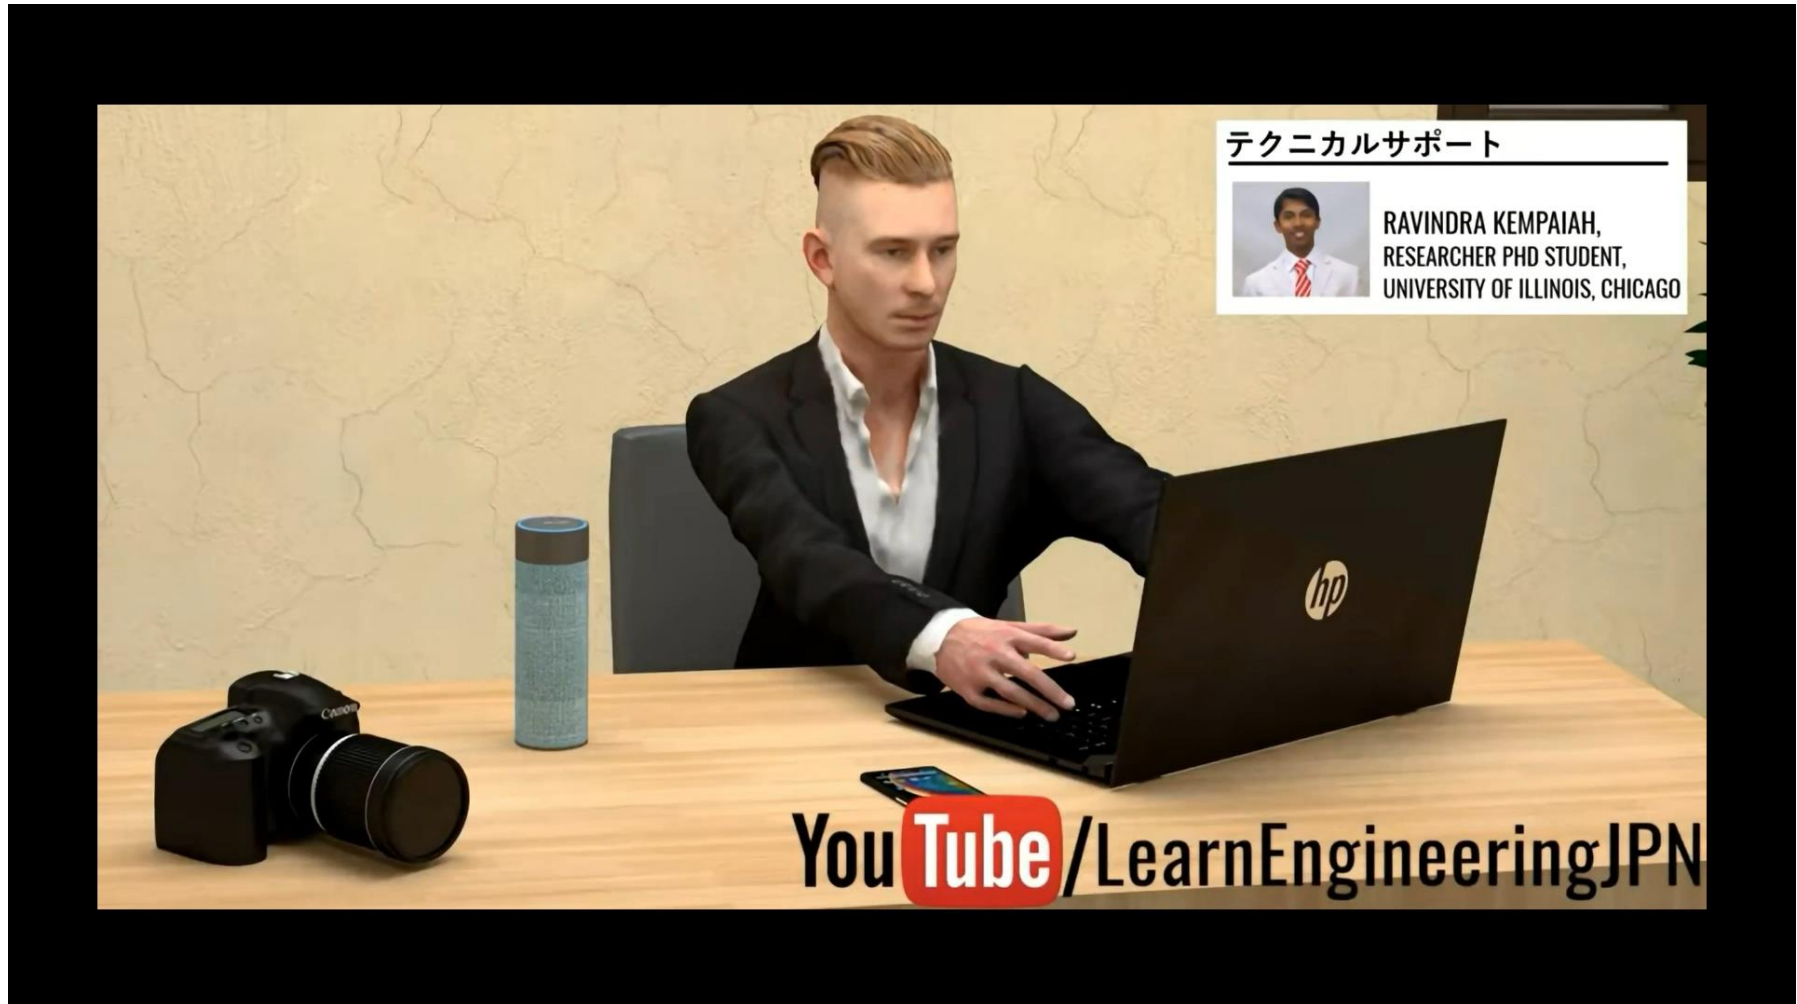 テクニカルサポート
RAVINDRA KEMPAIAH,
RESEARCHER PHD STUDENT,
UNIVERSITY OF ILLINOIS, CHICAGO
hp
Canon
YouTube/LearnEngineeringJPN